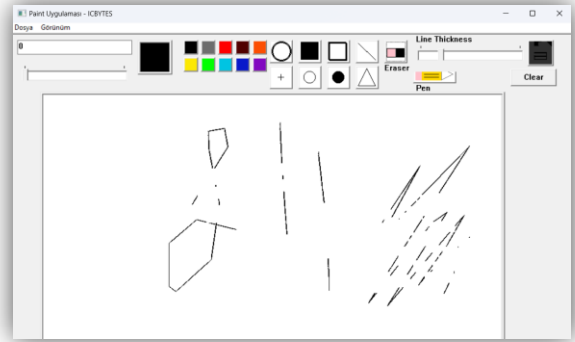 Paint Uygulaması - ICBYTES
Dosya Görünüm
0
Line Thickness
Eraser
Pen
Clear